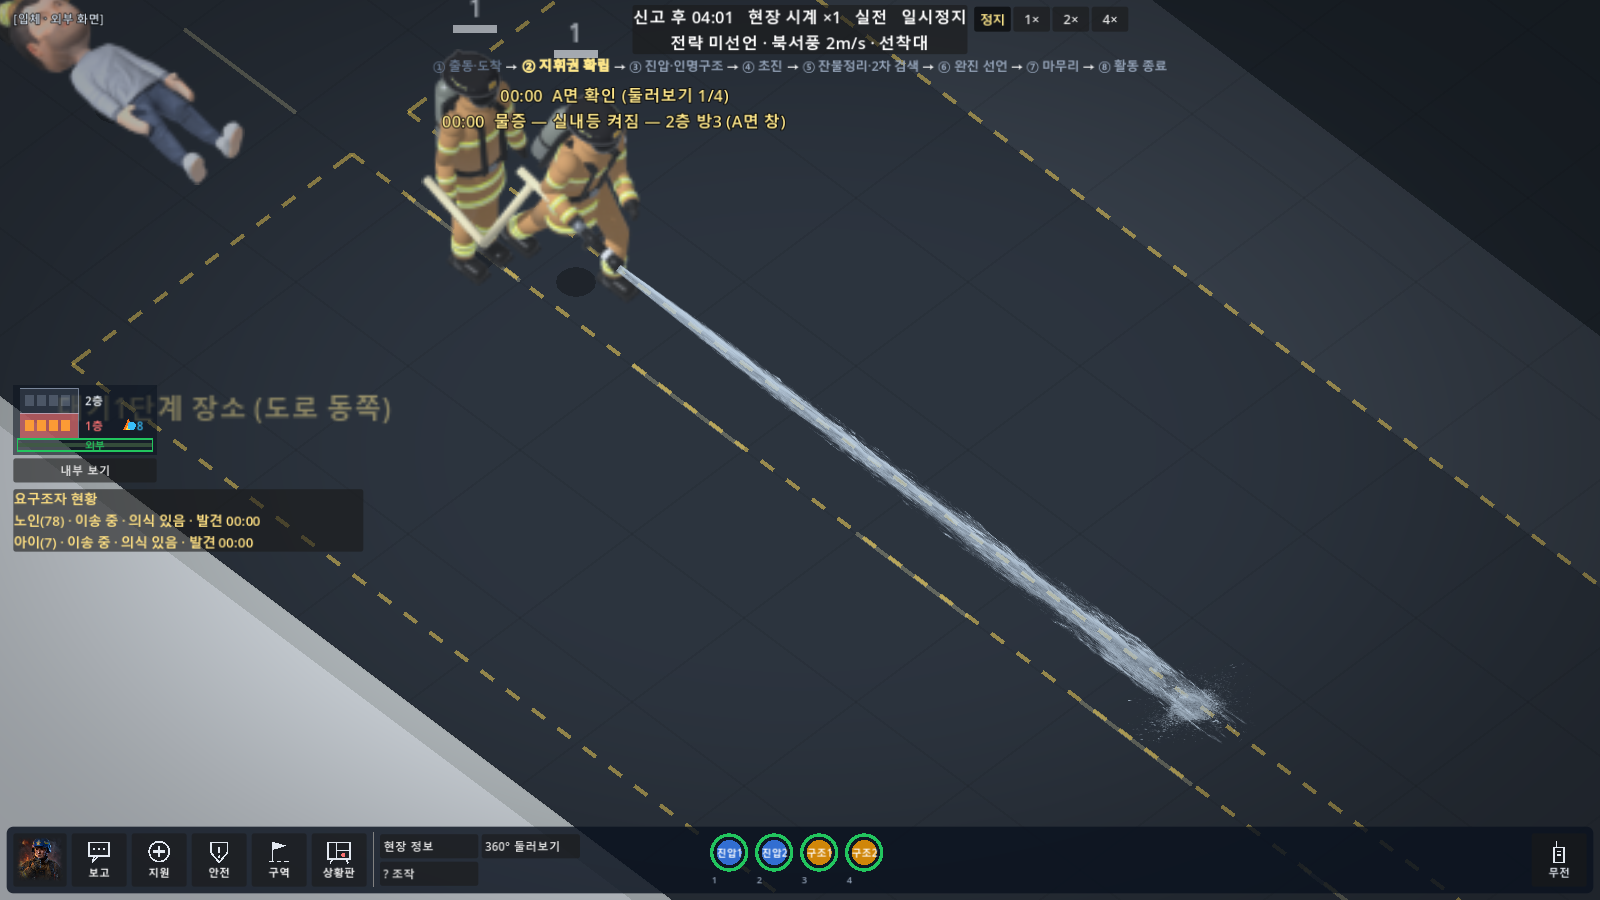 [입체 · 외부 화면]
1
1
신고 후 04:01 현장 시계 ×1 실전 일시정지
정지 1× 2× 4×
전략 미선언 · 북서풍 2m/s · 선착대
① 출동·도착 → ② 지휘권 확립 → ③ 진압·인명구조 → ④ 초진 → ⑤ 잔불정리·2차 검색 → ⑥ 완진 선언 → ⑦ 마무리 → ⑧ 활동 종료
00:00 A면 확인 (둘러보기 1/4)
00:00 물증 — 실내등 켜짐 — 2층 방3 (A면 창)
2층
대기1단계 장소 (도로 동쪽)
1층 8
외부
내부 보기
요구조자 현황
노인(78) · 이송 중 · 의식 있음 · 발견 00:00
아이(7) · 이송 중 · 의식 있음 · 발견 00:00
보고 지원 안전 구역 상황판
현장 정보 360° 둘러보기
? 조작
진압1 진압2 구조1 구조2
1 2 3 4
무전